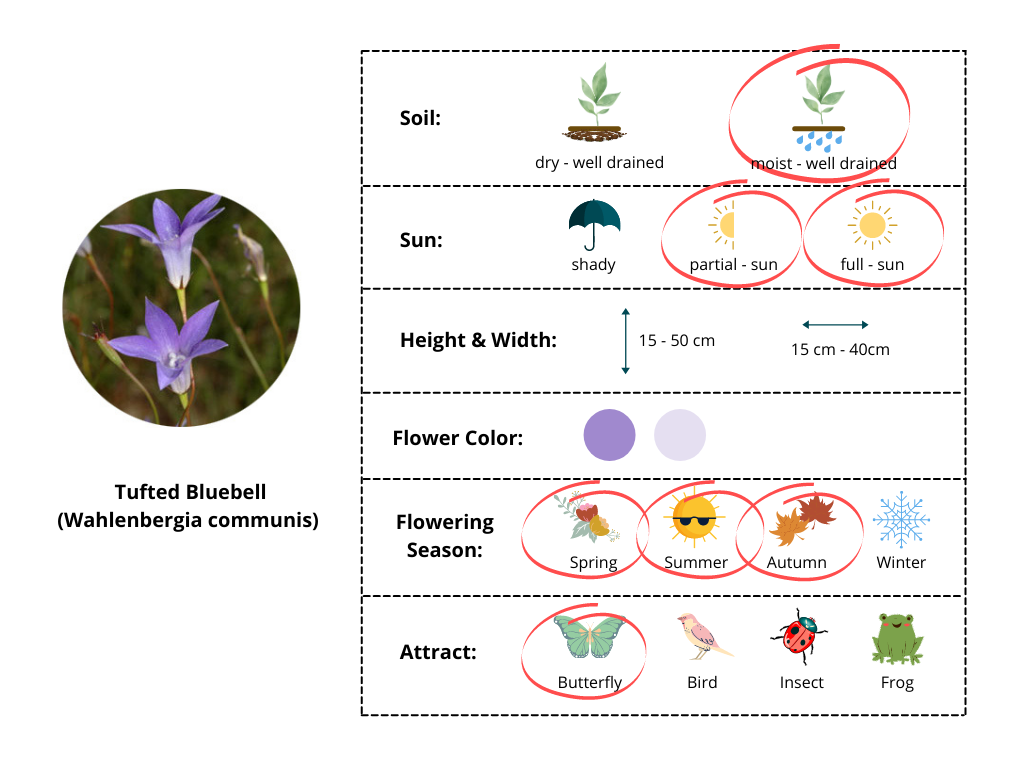 Tufted Bluebell
(Wahlenbergia communis)
Soil:
dry - well drained
moist - well drained
Sun:
shady
partial - sun
full - sun
Height & Width:
15 - 50 cm
15 cm - 40cm
Flower Color:
Flowering
Season:
Spring
Summer
Autumn
Winter
Attract:
Butterfly
Bird
Insect
Frog